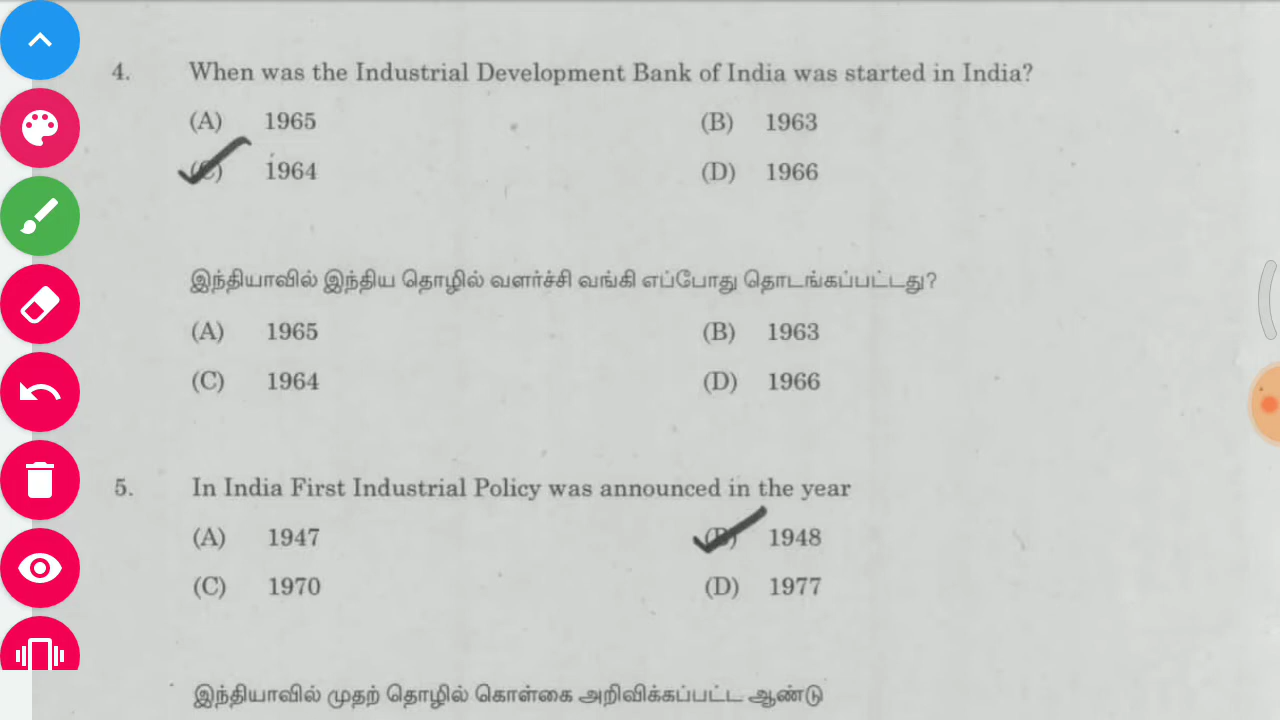 4. When was the Industrial Development Bank of India was started in India?
(A) 1965 (B) 1963
(C) 1964 (D) 1966
இந்தியாவில் இந்திய தொழில் வளர்ச்சி வங்கி எப்போது தொடங்கப்பட்டது?
(A) 1965 (B) 1963
(C) 1964 (D) 1966
5. In India First Industrial Policy was announced in the year
(A) 1947 (B) 1948
(C) 1970 (D) 1977
இந்தியாவில் முதற் தொழில் கொள்கை அறிவிக்கப்பட்ட ஆண்டு